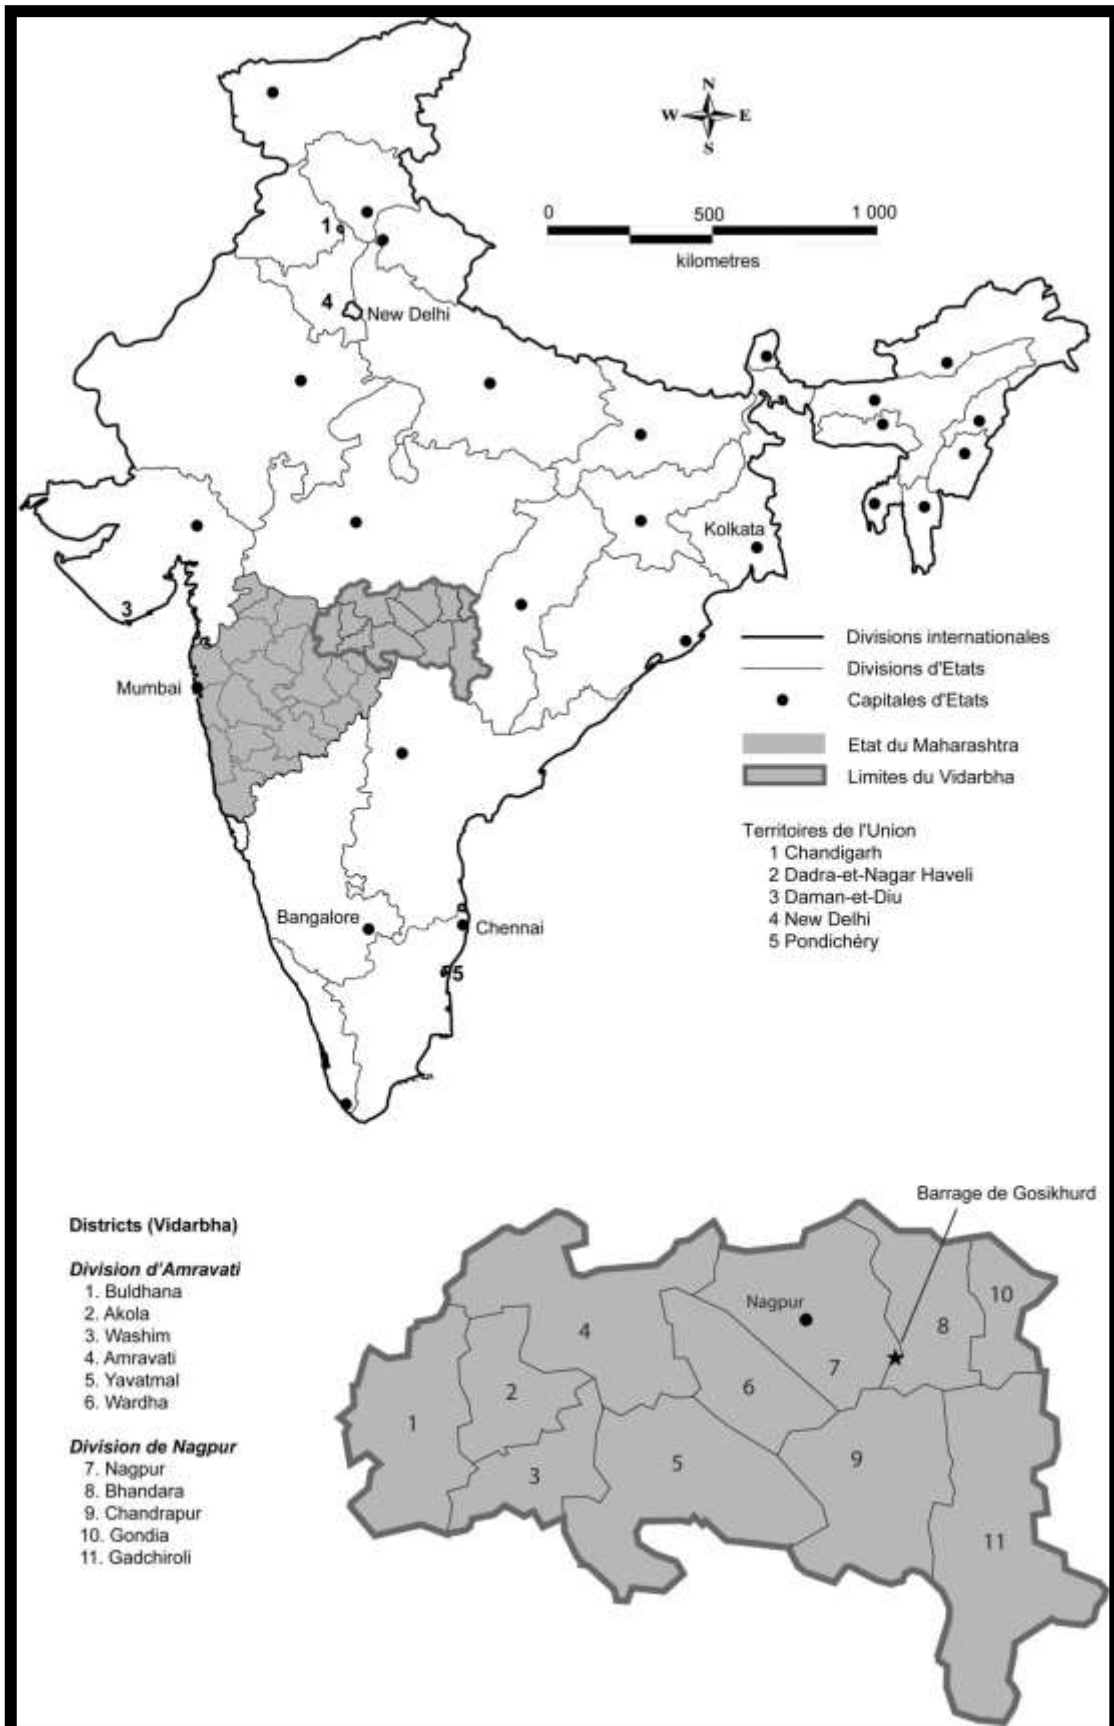 N
W E
S
0 500 1 000
kilometres
1
4
New Delhi
Kolkata
3
Mumbai
Divisions internationales
Divisions d'Etats
Capitales d'Etats
Etat du Maharashtra
Limites du Vidarbha
Territoires de l'Union
1 Chandigarh
2 Dadra-et-Nagar Haveli
3 Daman-et-Diu
4 New Delhi
5 Pondichéry
Bangalore
Chennai
5
Barrage de Gosikhurd
Districts (Vidarbha)
Division d'Amravati
1. Buldhana
2. Akola
3. Washim
4. Amravati
5. Yavatmal
6. Wardha
Division de Nagpur
7. Nagpur
8. Bhandara
9. Chandrapur
10. Gondia
11. Gadchiroli
Nagpur
10
4
8
7
6
2
1
5
9
3
11